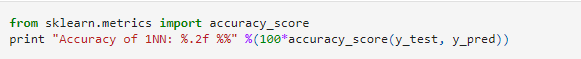 from sklearn.metrics import accuracy_score
print "Accuracy of 1NN: %.2f %%" %(100*accuracy_score(y_test, y_pred))